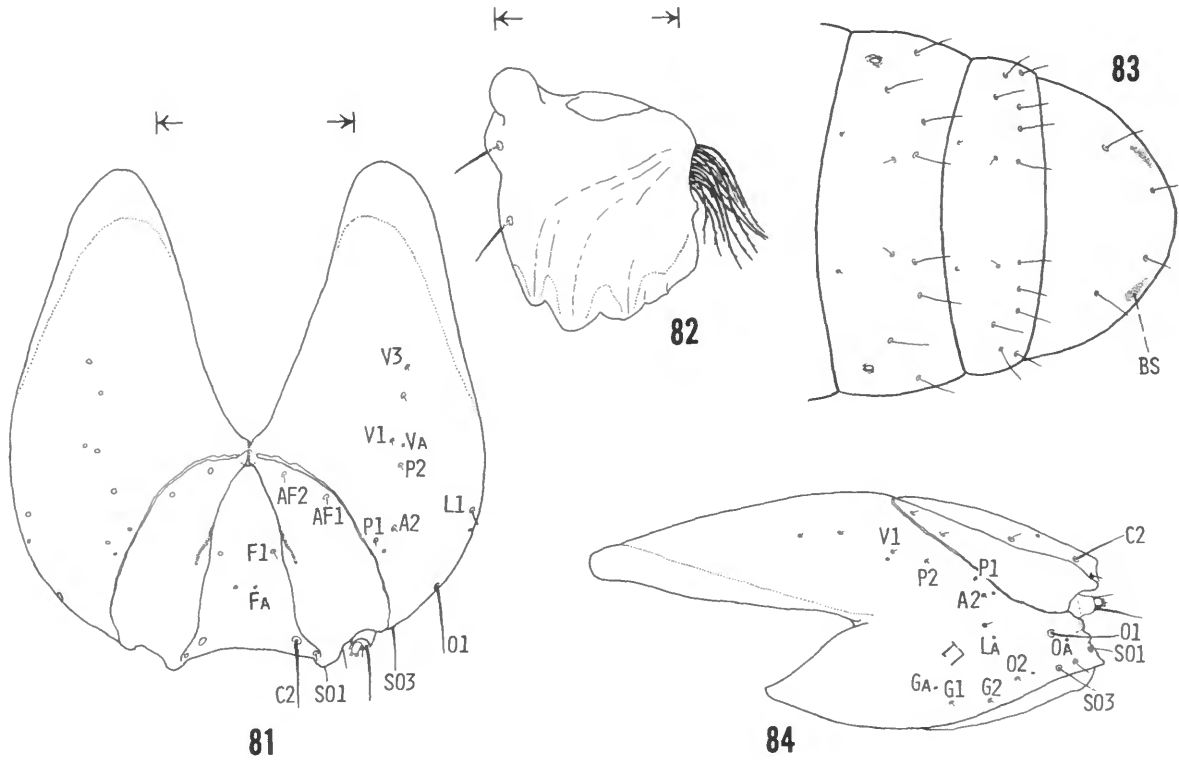 83
82
BS
V3
V1 VA
P2
AF2
AF1
P1 A2
L1
F1
FA
O1
C2
SO1
SO3
81
V1
P2
P1
A2
C2
O1
OA
SO1
LA
O2
GA G1 G2
SO3
84